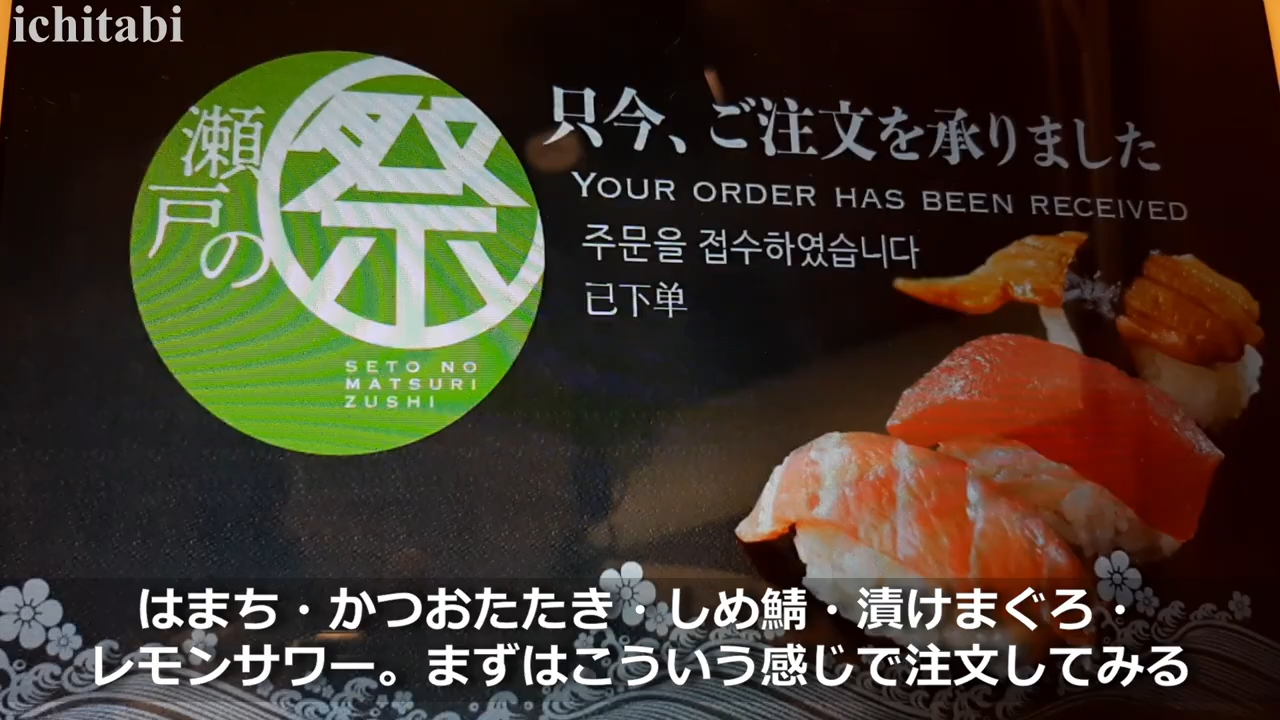 ichitabi
瀬戸の
祭
SETO NO
MATSURI
ZUSHI
只今、ご注文を承りました
YOUR ORDER HAS BEEN RECEIVED
주문을 접수하였습니다
已下单
はまち・かつおたたき・しめ鯖・漬けまぐろ・
レモンサワー。まずはこういう感じで注文してみる